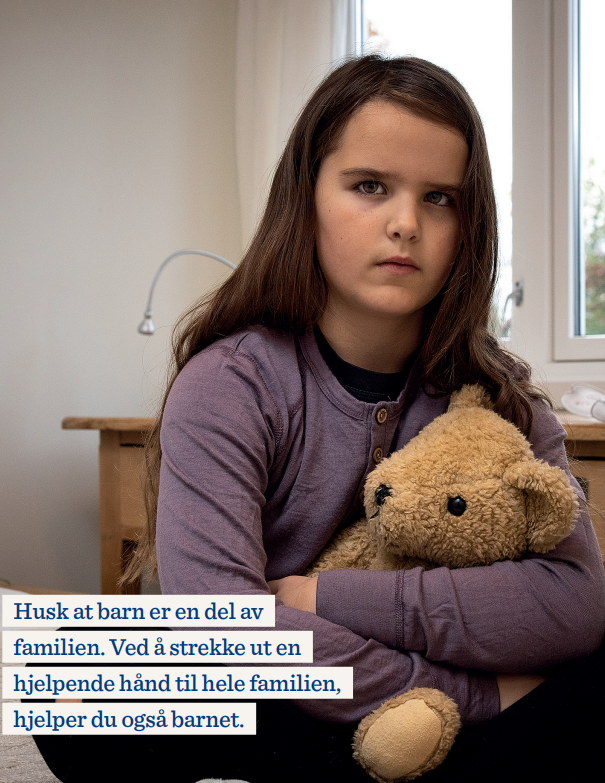 Husk at barn er en del av
familien. Ved å strekke ut en
hjelpende hånd til hele familien,
hjelper du også barnet.